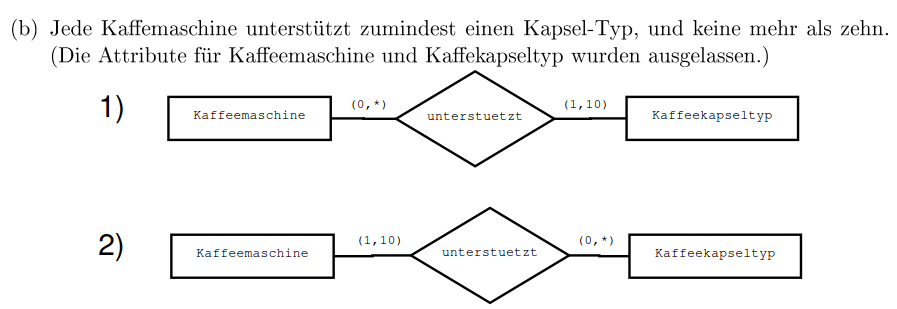 (b) Jede Kaffemaschine unterstützt zumindest einen Kapsel-Typ, und keine mehr als zehn.
(Die Attribute für Kaffeemaschine und Kaffekapseltyp wurden ausgelassen.)
1) Kaffeemaschine (0,*) unterstuetzt (1,10) Kaffeekapseltyp
2) Kaffeemaschine (1,10) unterstuetzt (0,*) Kaffeekapseltyp